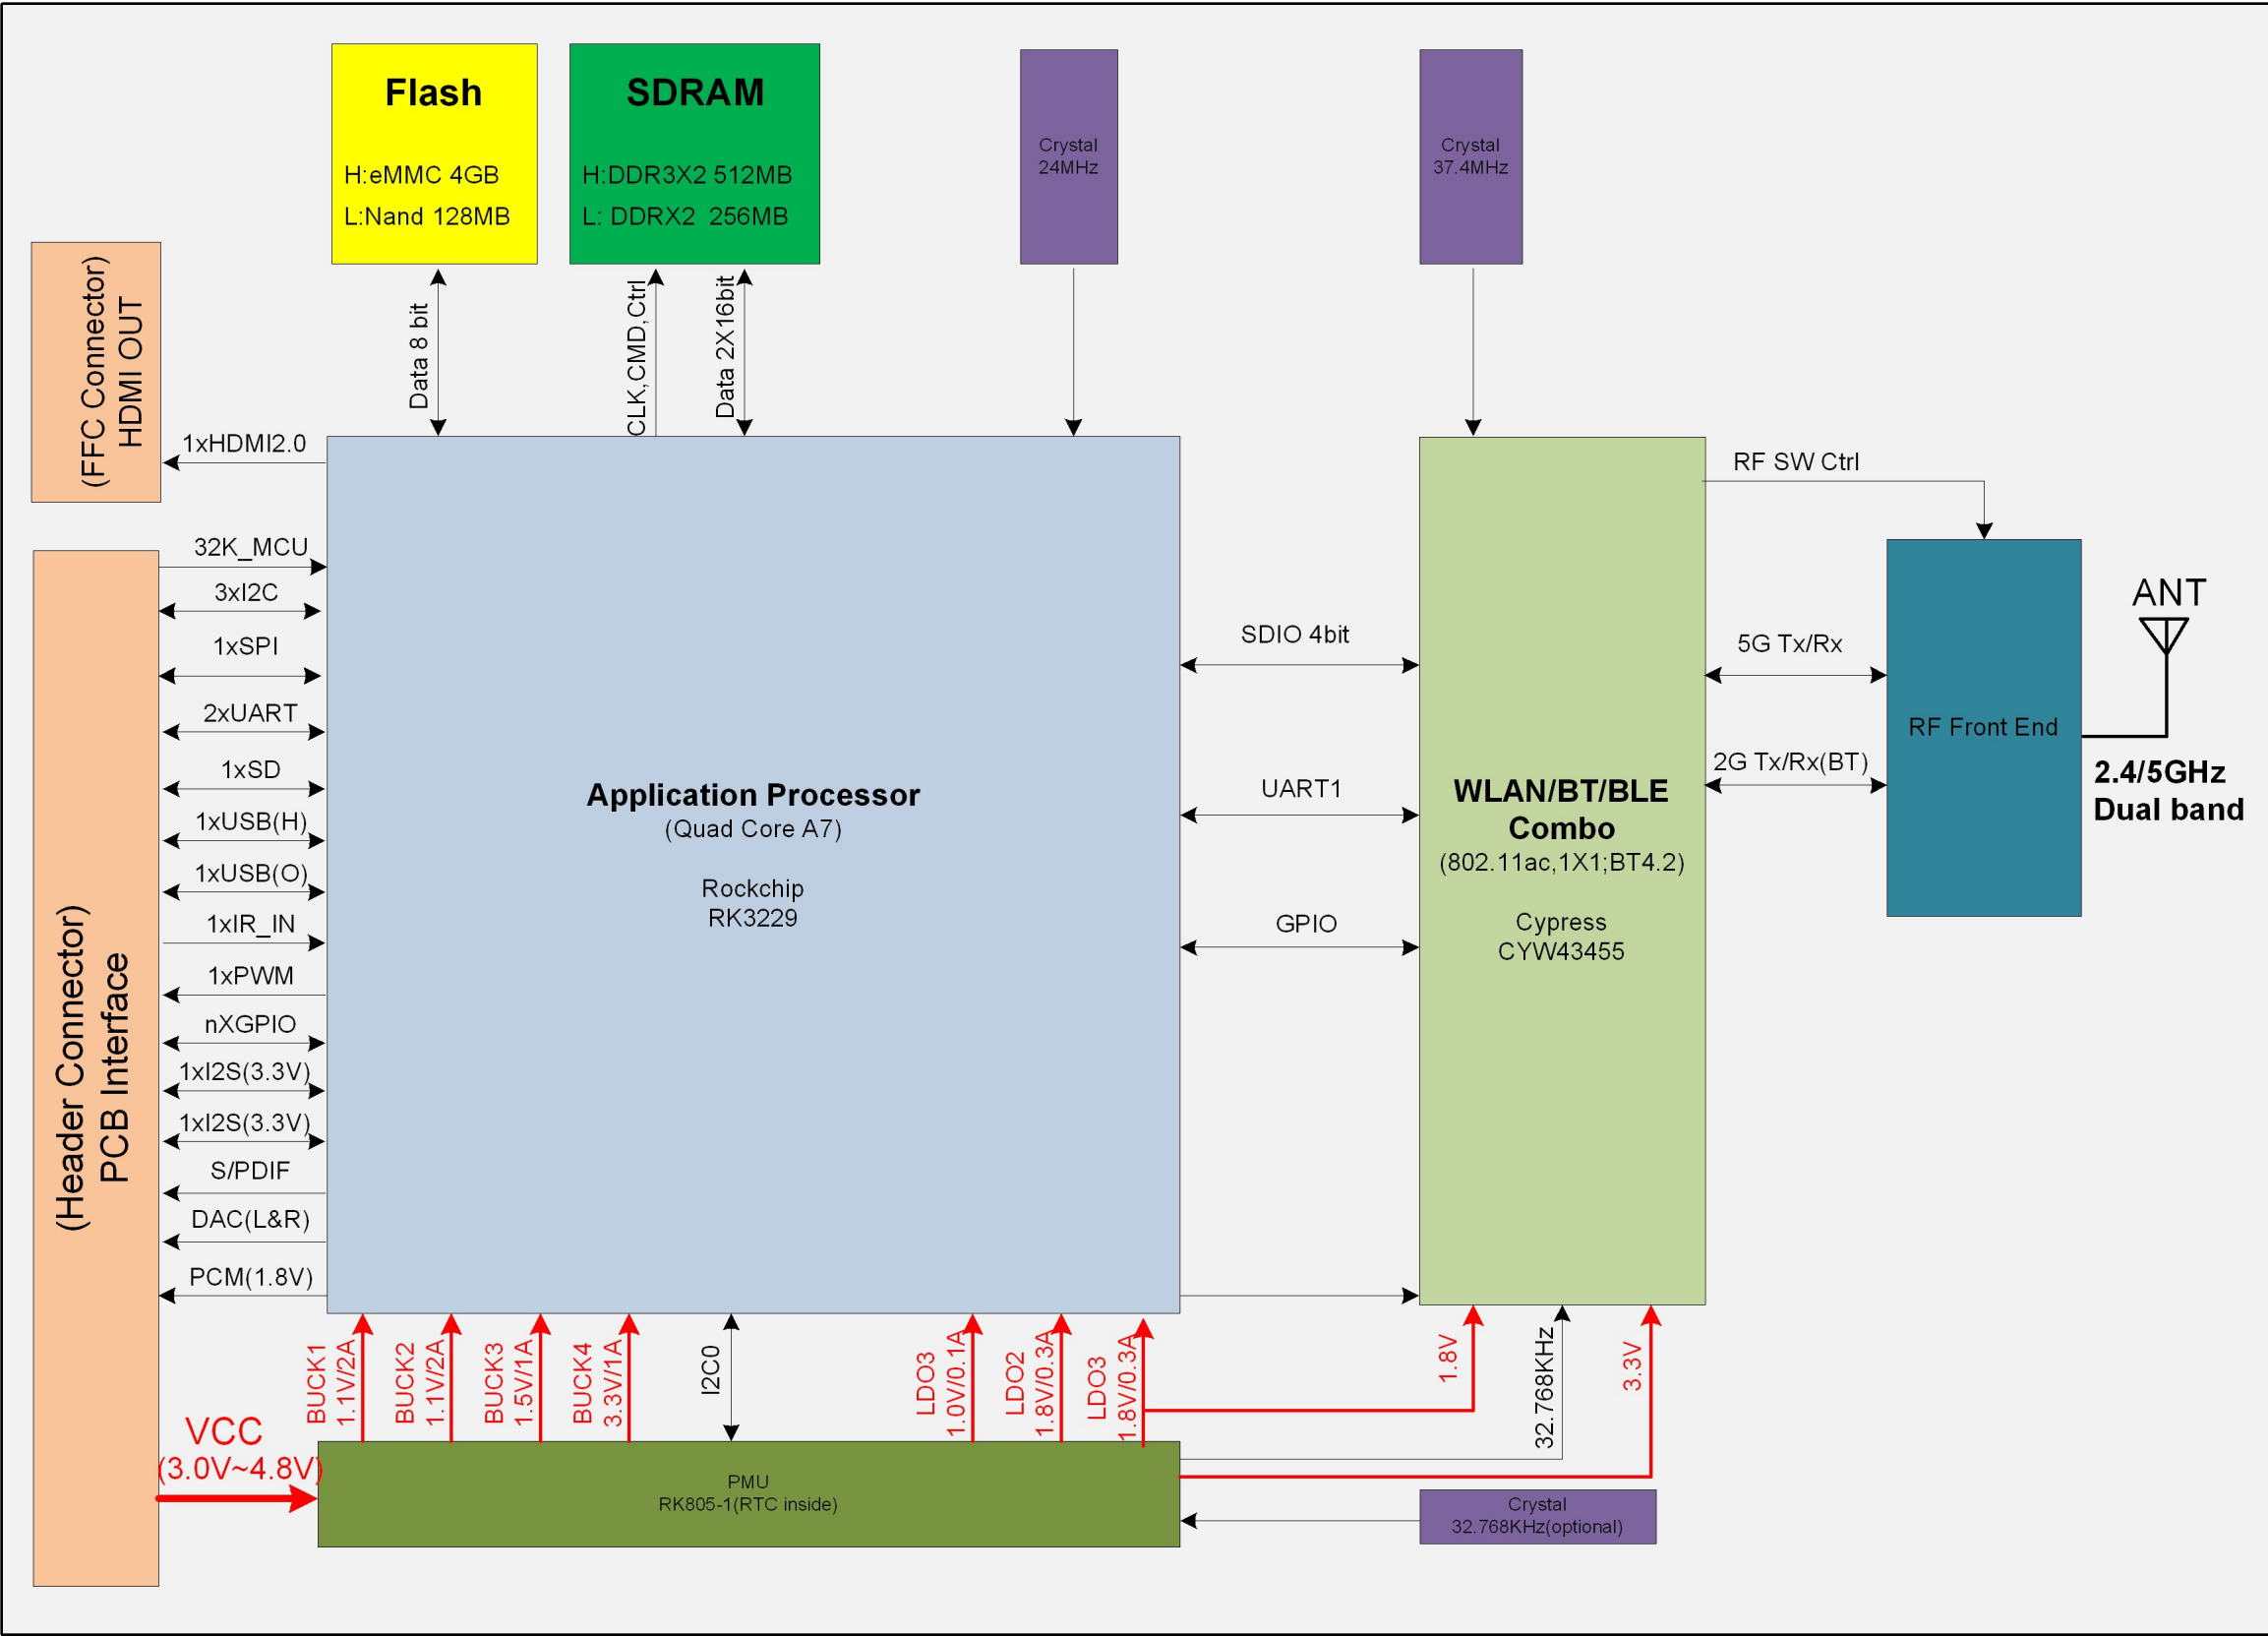 Flash
H:eMMC 4GB
L:Nand 128MB
SDRAM
H:DDR3X2 512MB
L: DDRX2  256MB
Crystal
24MHz
Crystal
37.4MHz
(FFC Connector)
HDMI OUT
Data 8 bit
CLK,CMD,Ctrl
Data 2X16bit
1xHDMI2.0
(Header Connector)
PCB Interface
32K_MCU
3xI2C
1xSPI
2xUART
1xSD
1xUSB(H)
1xUSB(O)
1xIR_IN
1xPWM
nXGPIO
1xI2S(3.3V)
1xI2S(3.3V)
S/PDIF
DAC(L&R)
PCM(1.8V)
Application Processor
(Quad Core A7)
Rockchip
RK3229
SDIO 4bit
UART1
GPIO
WLAN/BT/BLE
Combo
(802.11ac,1X1;BT4.2)
Cypress
CYW43455
RF SW Ctrl
5G Tx/Rx
2G Tx/Rx(BT)
RF Front End
ANT
2.4/5GHz
Dual band
BUCK1
1.1V/2A
BUCK2
1.1V/2A
BUCK3
1.5V/1A
BUCK4
3.3V/1A
I2C0
LDO3
1.0V/0.1A
LDO2
1.8V/0.3A
LDO3
1.8V/0.3A
1.8V
32.768KHz
3.3V
VCC
(3.0V~4.8V)
PMU
RK805-1(RTC inside)
Crystal
32.768KHz(optional)